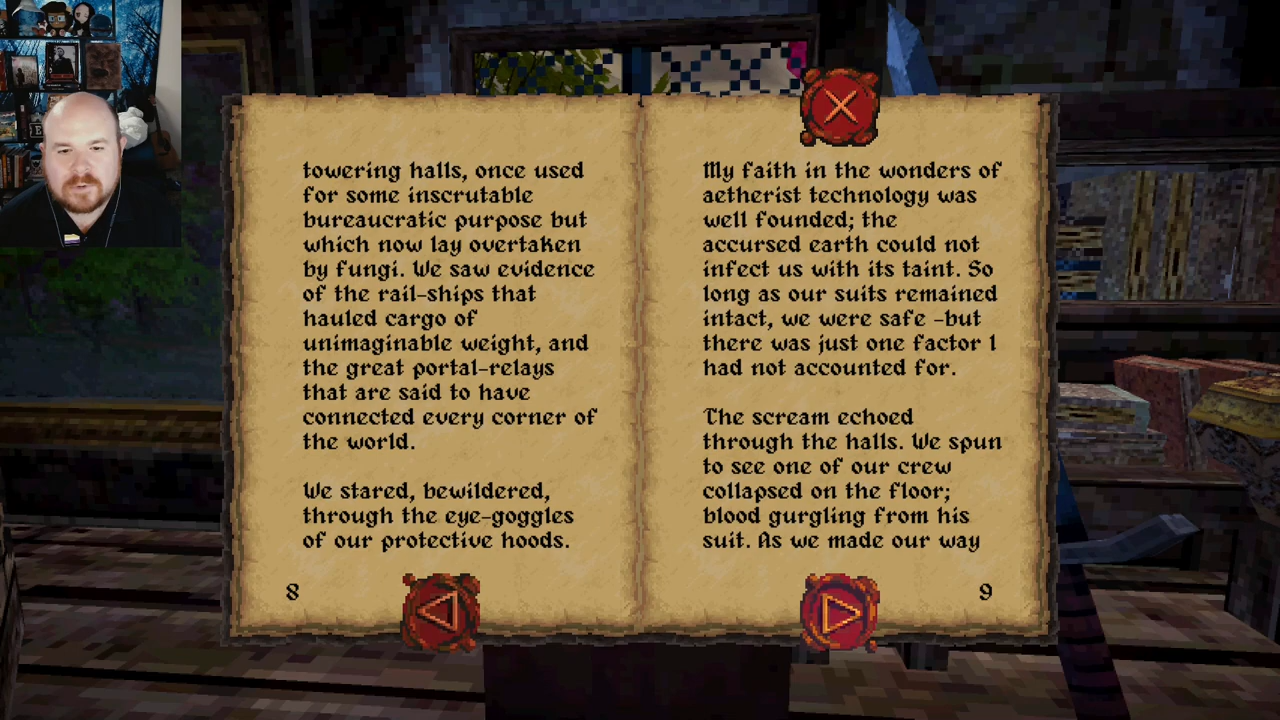 towering halls, once used
for some inscrutable
bureaucratic purpose but
which now lay overtaken
by fungi. We saw evidence
of the rail-ships that
hauled cargo of
unimaginable weight, and
the great portal-relays
that are said to have
connected every corner of
the world.
We stared, bewildered,
through the eye-goggles
of our protective hoods.
8
My faith in the wonders of
aetherist technology was
well founded; the
accursed earth could not
infect us with its taint. So
long as our suits remained
intact, we were safe -but
there was just one factor I
had not accounted for.
The scream echoed
through the halls. We spun
to see one of our crew
collapsed on the floor;
blood gurgling from his
suit. As we made our way
9